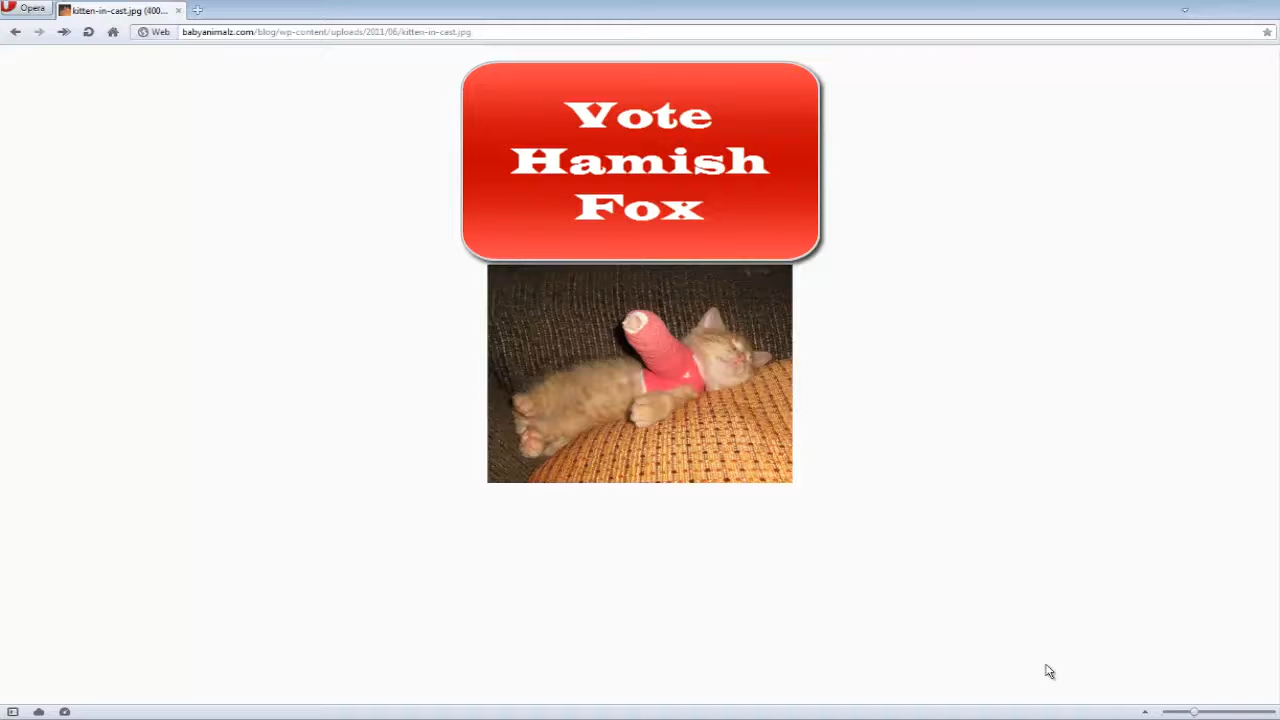 Opera
kitten-in-cast.jpg (400...
Web
babyanimalz.com/blog/wp-content/uploads/2011/06/kitten-in-cast.jpg
Vote
Hamish
Fox